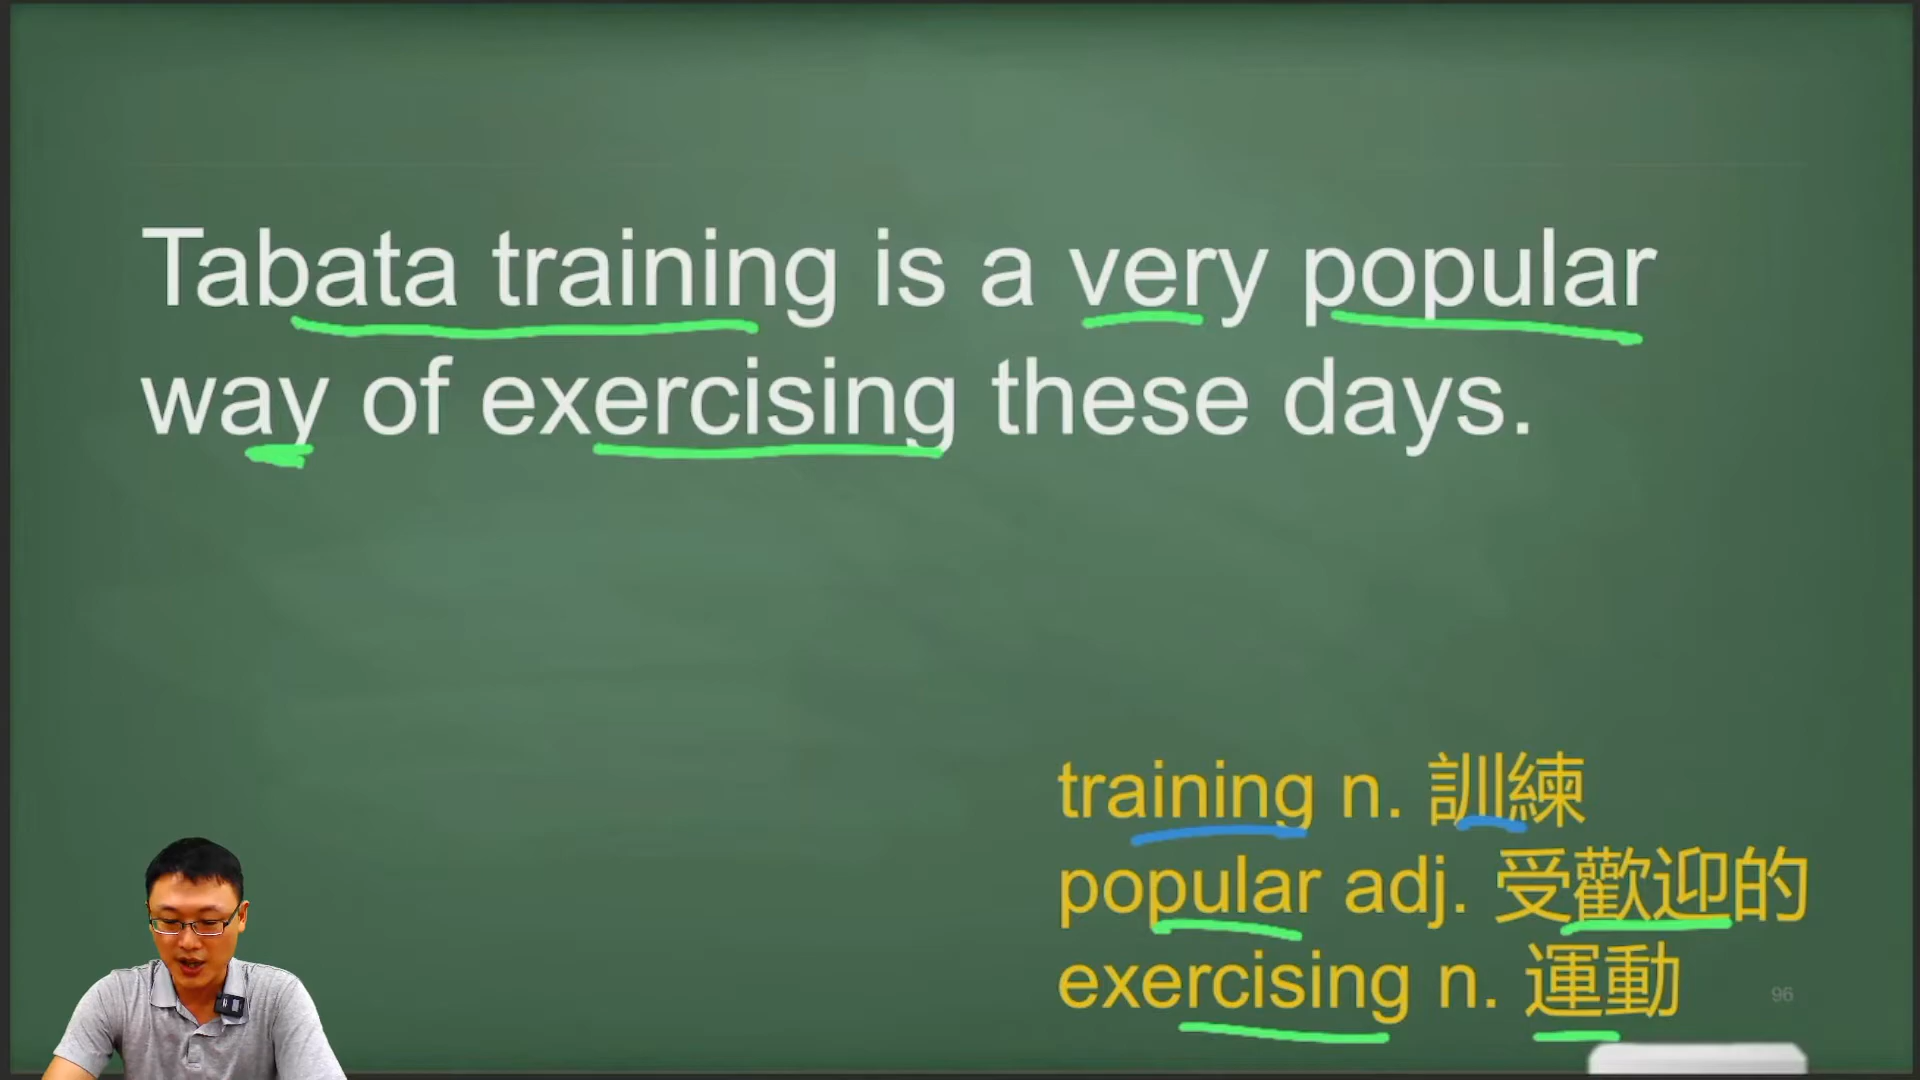 Tabata training is a very popular
way of exercising these days.
training n. 訓練
popular adj. 受歡迎的
exercising n. 運動
96